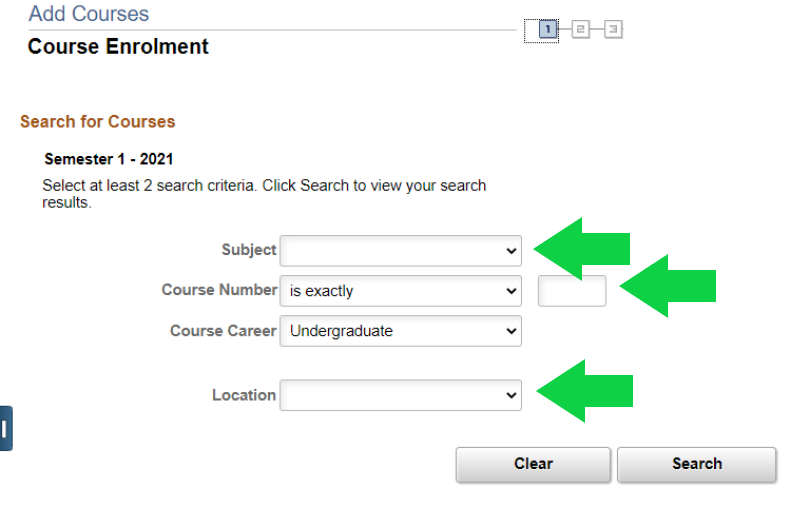 Add Courses
1 2 3
Course Enrolment
Search for Courses
Semester 1 - 2021
Select at least 2 search criteria. Click Search to view your search
results.
Subject
Course Number is exactly
Course Career Undergraduate
Location
Clear Search